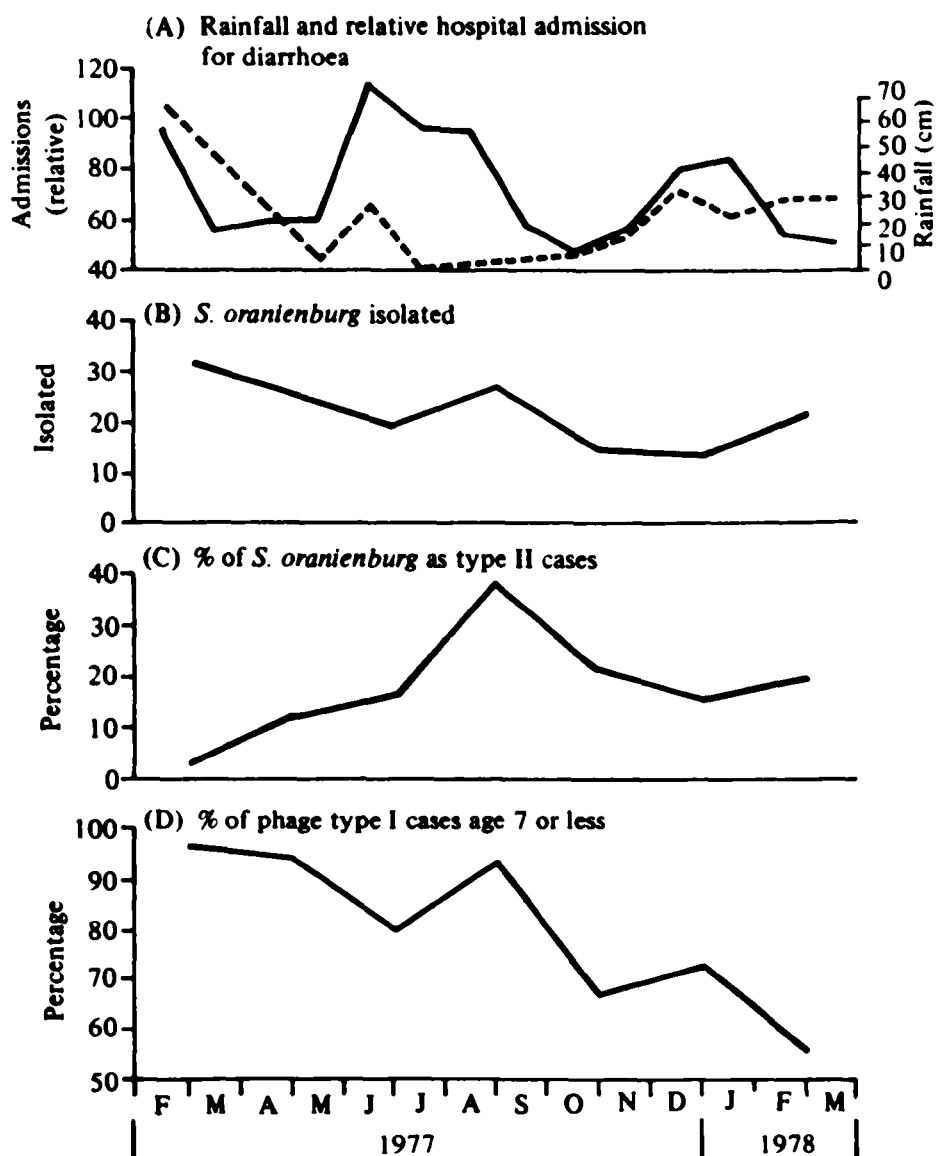 (A) Rainfall and relative hospital admission
for diarrhoea
Admissions
(relative)
120
100
80
60
40
Rainfall (cm)
70
60
50
40
30
20
10
0
(B) S. oranienburg isolated
Isolated
40
30
20
10
0
(C) % of S. oranienburg as type II cases
Percentage
40
30
20
10
0
(D) % of phage type I cases age 7 or less
Percentage
100
90
80
70
60
50
F M A M J J A S O N D J F M
1977 1978